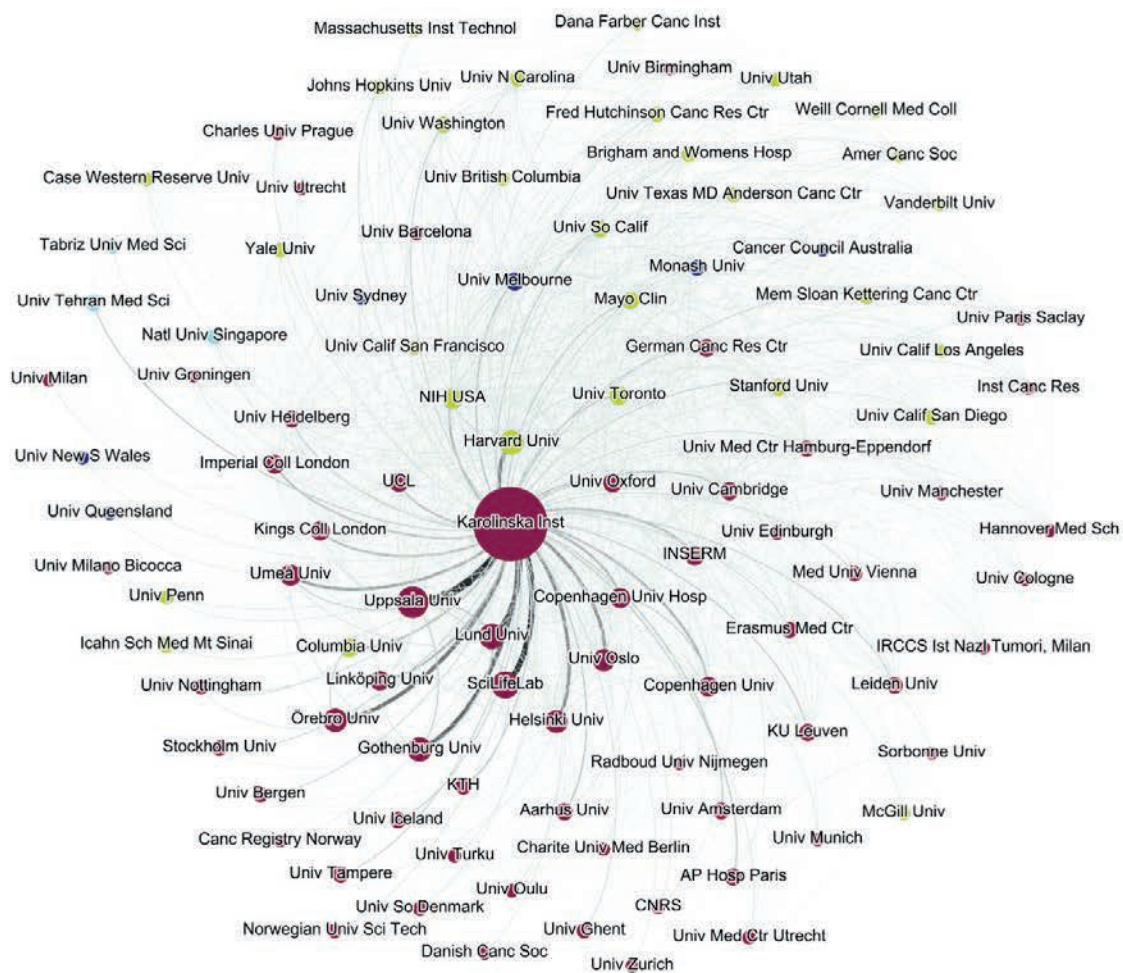 Dana Farber Canc Inst
Massachusetts Inst Technol
Univ Birmingham
Univ N Carolina
Univ Utah
Johns Hopkins Univ
Fred Hutchinson Canc Res Ctr
Weill Cornell Med Coll
Univ Washington
Charles Univ Prague
Brigham and Womens Hosp
Amer Canc Soc
Case Western Reserve Univ
Univ British Columbia
Univ Utrecht
Univ Texas MD Anderson Canc Ctr
Vanderbilt Univ
Univ Barcelona
Univ So Calif
Tabriz Univ Med Sci
Yale Univ
Cancer Council Australia
Monash Univ
Univ Melbourne
Univ Tehran Med Sci
Univ Sydney
Mayo Clin
Mem Sloan Kettering Canc Ctr
Univ Paris Saclay
Natl Univ Singapore
Univ Calif San Francisco
German Canc Res Ctr
Univ Calif Los Angeles
Univ Milan
Univ Groningen
NIH USA
Univ Toronto
Stanford Univ
Inst Canc Res
Univ Heidelberg
Univ Calif San Diego
Harvard Univ
Univ Med Ctr Hamburg-Eppendorf
Univ New S Wales
Imperial Coll London
UCL
Univ Oxford
Univ Cambridge
Univ Manchester
Univ Queensland
Karolinska Inst
Kings Coll London
Univ Edinburgh
Hannover Med Sch
INSERM
Univ Milano Bicocca
Umeå Univ
Med Univ Vienna
Univ Cologne
Univ Penn
Uppsala Univ
Copenhagen Univ Hosp
Erasmus Med Ctr
Icahn Sch Med Mt Sinai
Columbia Univ
Lund Univ
IRCCS Ist Nazl Tumori, Milan
Univ Oslo
Univ Nottingham
Linköping Univ
SciLifeLab
Copenhagen Univ
Leiden Univ
Örebro Univ
Helsinki Univ
KU Leuven
Stockholm Univ
Gothenburg Univ
Radboud Univ Nijmegen
Sorbonne Univ
Univ Bergen
KTH
Aarhus Univ
Univ Amsterdam
McGill Univ
Univ Iceland
Canc Registry Norway
Charite Univ Med Berlin
Univ Munich
Univ Turku
Univ Tampere
AP Hosp Paris
Univ Oulu
Univ So Denmark
CNRS
Norwegian Univ Sci Tech
Univ Ghent
Univ Med Ctr Utrecht
Danish Canc Soc
Univ Zurich